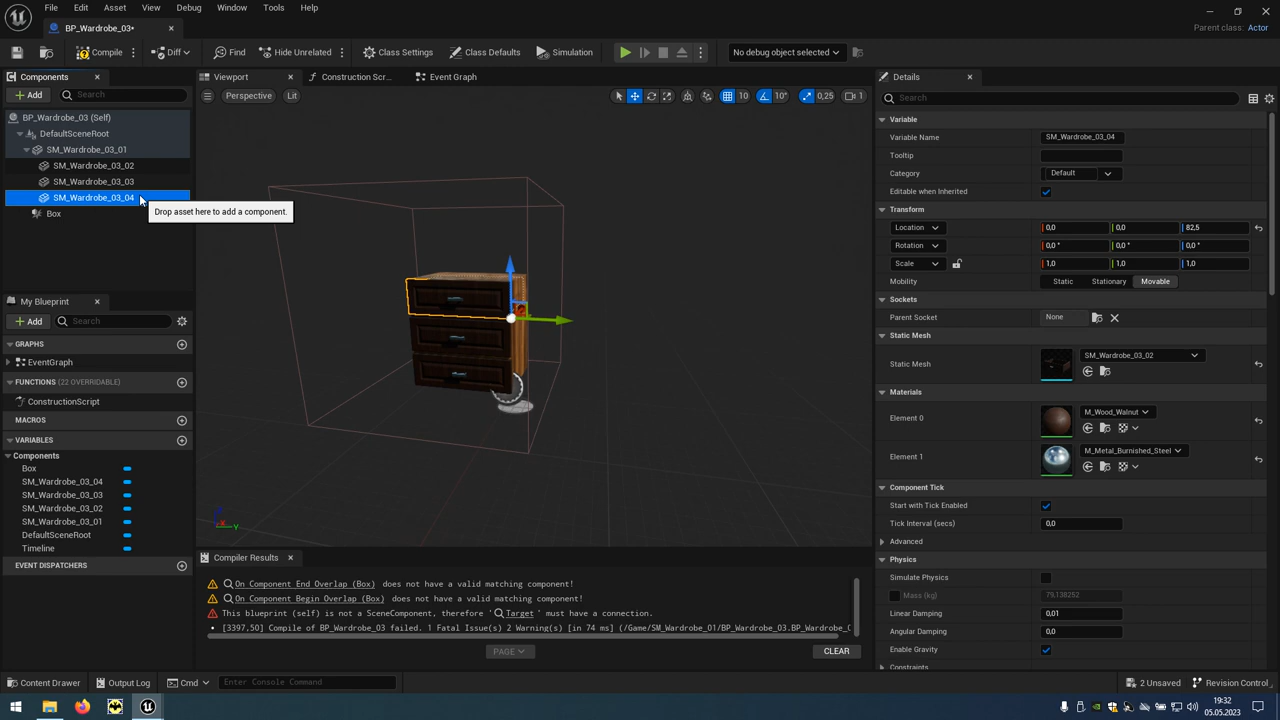 File Edit Asset View Debug Window Tools Help
BP_Wardrobe_03•
Parent class: Actor
Compile Diff Find Hide Unrelated Class Settings Class Defaults Simulation No debug object selected
Components
Add Search
BP_Wardrobe_03 (Self)
DefaultSceneRoot
SM_Wardrobe_03_01
SM_Wardrobe_03_02
SM_Wardrobe_03_03
SM_Wardrobe_03_04
Box
Drop asset here to add a component.
My Blueprint
Add Search
GRAPHS
EventGraph
FUNCTIONS (22 OVERRIDABLE)
ConstructionScript
MACROS
VARIABLES
Components
Box
SM_Wardrobe_03_04
SM_Wardrobe_03_03
SM_Wardrobe_03_02
SM_Wardrobe_03_01
DefaultSceneRoot
Timeline
EVENT DISPATCHERS
Viewport Construction Scr... Event Graph
Perspective Lit 10 10° 0,25 1
X Y
Compiler Results
On Component End Overlap (Box) does not have a valid matching component!
On Component Begin Overlap (Box) does not have a valid matching component!
This blueprint (self) is not a SceneComponent, therefore ' Target ' must have a connection.
[3397,50] Compile of BP_Wardrobe_03 failed. 1 Fatal Issue(s) 2 Warning(s) [in 74 ms] (/Game/SM_Wardrobe_01/BP_Wardrobe_03.BP_Wardrobe_0
PAGE CLEAR
Details
Search
Variable
Variable Name SM_Wardrobe_03_04
Tooltip
Category Default
Editable when Inherited
Transform
Location 0,0 0,0 82,5
Rotation 0,0 ° 0,0 ° 0,0 °
Scale 1,0 1,0 1,0
Mobility Static Stationary Movable
Sockets
Parent Socket None
Static Mesh
Static Mesh SM_Wardrobe_03_02
Materials
Element 0 M_Wood_Walnut
Element 1 M_Metal_Burnished_Steel
Component Tick
Start with Tick Enabled
Tick Interval (secs) 0,0
Advanced
Physics
Simulate Physics
Mass (kg) 79,138252
Linear Damping 0,01
Angular Damping 0,0
Enable Gravity
Constraints
Content Drawer Output Log Cmd Enter Console Command 2 Unsaved Revision Control
19:32
05.05.2023